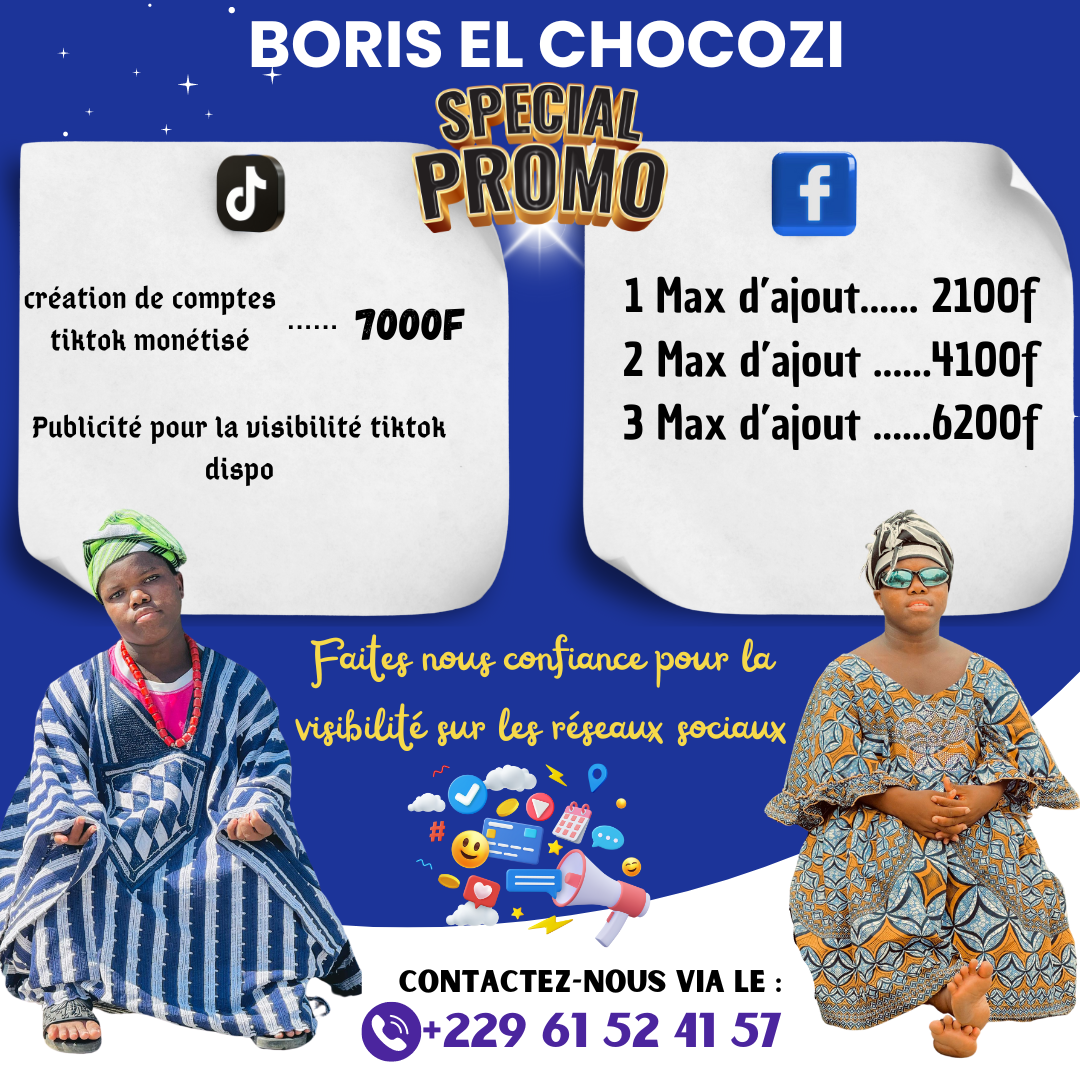 BORIS EL CHOCOZI
SPECIAL
PROMO
création de comptes
tiktok monétisé ...... 7000F
Publicité pour la visibilité tiktok
dispo
1 Max d'ajout...... 2100f
2 Max d'ajout ......4100f
3 Max d'ajout ......6200f
Faites nous confiance pour la
visibilité sur les réseaux sociaux
CONTACTEZ-NOUS VIA LE :
+229 61 52 41 57